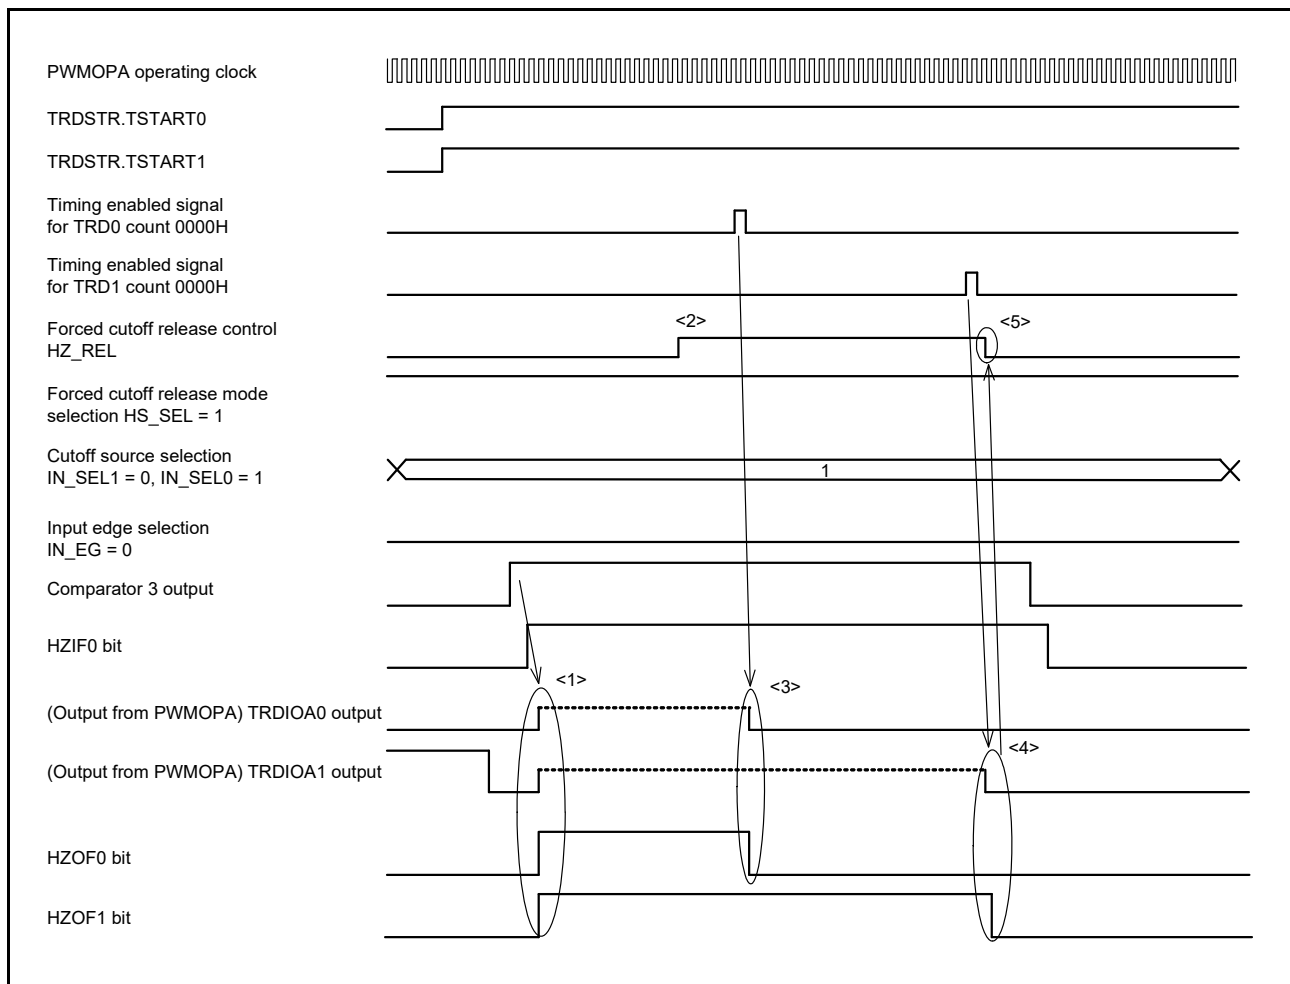 PWMOPA operating clock
TRDSTR.TSTART0
TRDSTR.TSTART1
Timing enabled signal
for TRD0 count 0000H
Timing enabled signal
for TRD1 count 0000H
Forced cutoff release control
HZ_REL
<2>
<5>
Forced cutoff release mode
selection HS_SEL = 1
Cutoff source selection
IN_SEL1 = 0, IN_SEL0 = 1
1
Input edge selection
IN_EG = 0
Comparator 3 output
HZIF0 bit
<1>
<3>
(Output from PWMOPA) TRDIOA0 output
<4>
(Output from PWMOPA) TRDIOA1 output
HZOF0 bit
HZOF1 bit